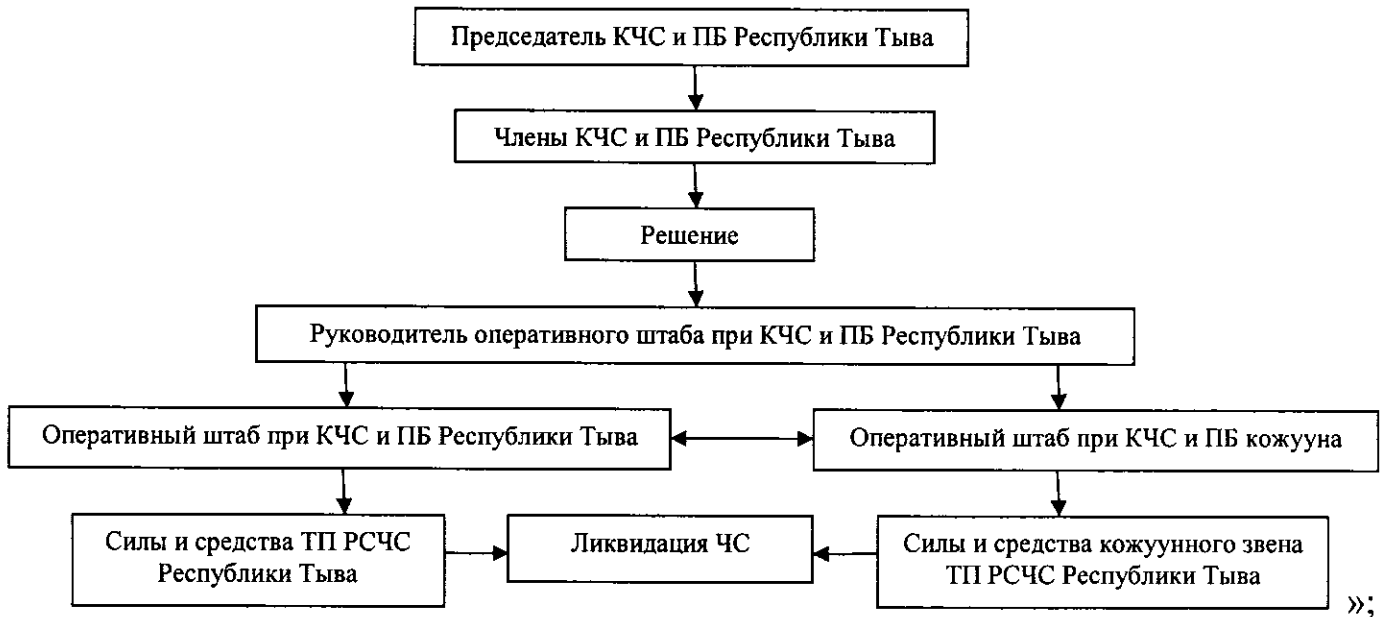 Председатель КЧС и ПБ Республики Тыва
Члены КЧС и ПБ Республики Тыва
Решение
Руководитель оперативного штаба при КЧС и ПБ Республики Тыва
Оперативный штаб при КЧС и ПБ Республики Тыва
Оперативный штаб при КЧС и ПБ кожууна
Силы и средства ТП РСЧС
Республики Тыва
Ликвидация ЧС
Силы и средства кожуунного звена
ТП РСЧС Республики Тыва
»;